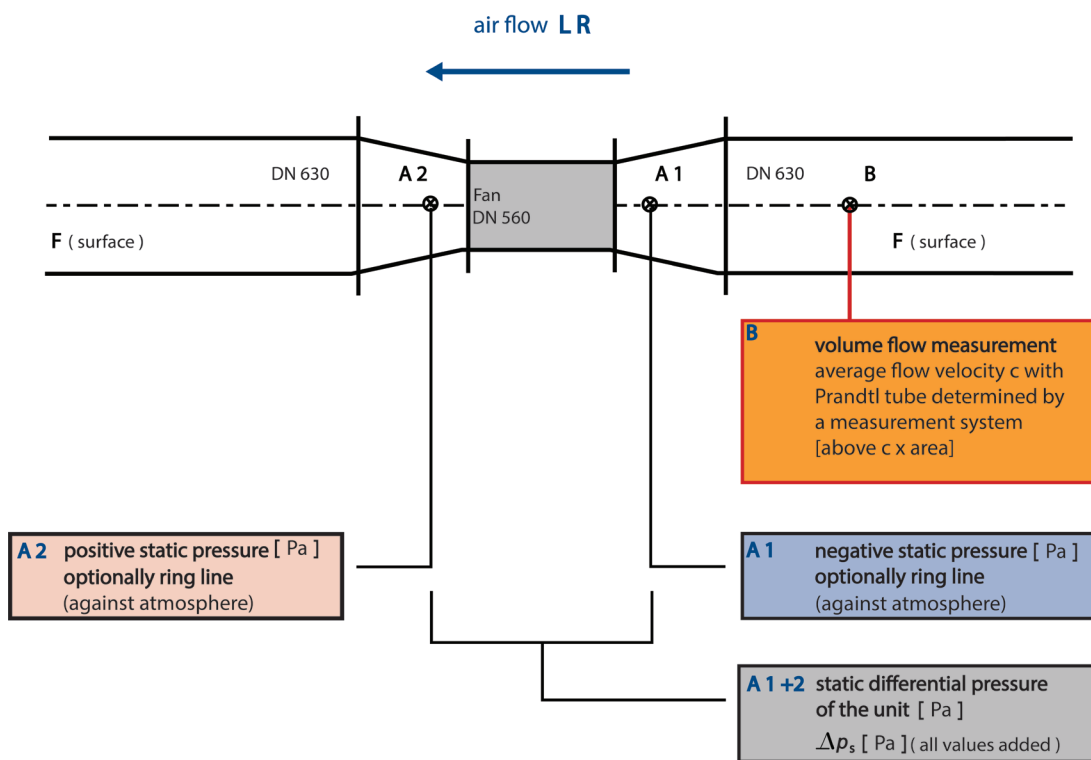 air flow L R
DN 630
A 2
Fan
DN 560
A 1
DN 630
B
F ( surface )
F ( surface )
B
volume flow measurement
average flow velocity c with
Prandtl tube determined by
a measurement system
[above c x area]
A 2 positive static pressure [ Pa ]
optionally ring line
(against atmosphere)
A 1 negative static pressure [ Pa ]
optionally ring line
(against atmosphere)
A 1 +2 static differential pressure
of the unit [ Pa ]
Δpₛ [ Pa ] ( all values added )